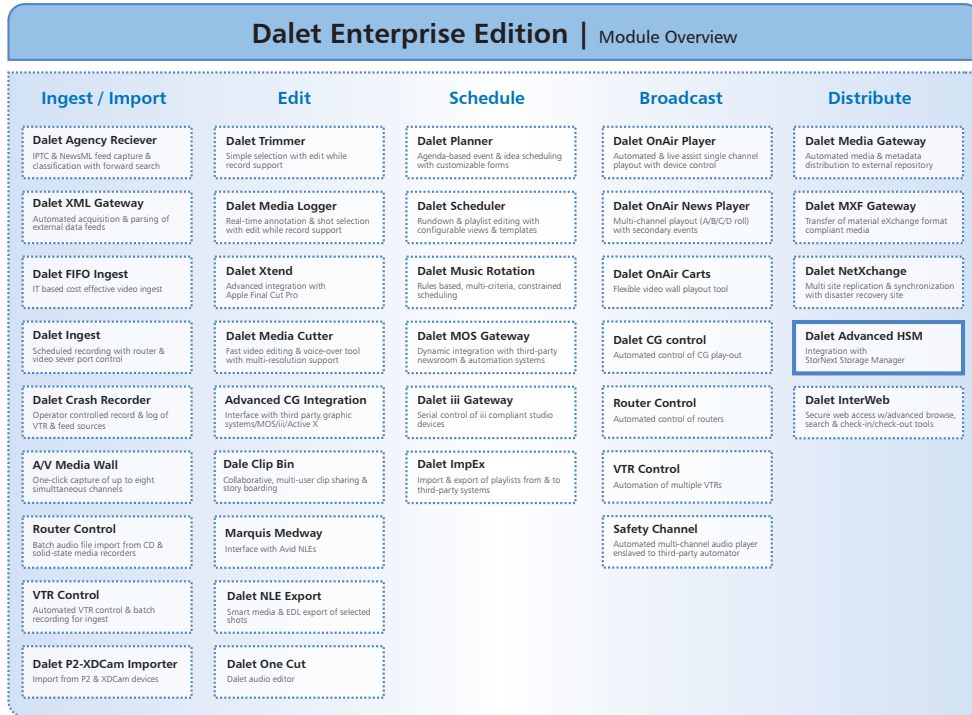 Dalet Enterprise Edition | Module Overview
Ingest / Import
Dalet Agency Reciever
IPTC & NewsML feed capture &
classification with forward search
Dalet XML Gateway
Automated acquisition & parsing of
external data feeds
Dalet FIFO Ingest
IT based cost effective video ingest
Dalet Ingest
Scheduled recording with router &
video sever port control
Dalet Crash Recorder
Operator controlled record & log of
VTR & feed sources
A/V Media Wall
One-click capture of up to eight
simulttaneous channels
Router Control
Batch audio file import from CD &
solid-state media recorders
VTR Control
Automated VTR control & batch
recording for ingest
Dalet P2-XDCam Importer
Import from P2 & XDCam devices
Edit
Dalet Trimmer
Simple selection with edit while
record support
Dalet Media Logger
Real-time annotation & shot selection
with edit while record support
Dalet Xtend
Advanced integration with
Apple Final Cut Pro
Dalet Media Cutter
Fast video editing & voice-over tool
with multi-resolution support
Advanced CG Integration
Interface with third party graphic
systems/MOS/iii/Active X
Dale Clip Bin
Collaborative, multi-user clip sharing &
story boarding
Marquis Medway
Interface with Avid NLEs
Dalet NLE Export
Smart media & EDL export of selected
shots
Dalet One Cut
Dalet audio editor
Schedule
Dalet Planner
Agenda-based event & idea scheduling
with customizable forms
Dalet Scheduler
Rundown & playlist editing with
configurable views & templates
Dalet Music Rotation
Rules based, multi-criteria, constrained
scheduling
Dalet MOS Gateway
Dynamic integration with third-party
newsroom & automation systems
Dalet iii Gateway
Serial control of iii compliant studio
devices
Dalet ImpEx
Import & export of playlists from & to
third-party systems
Broadcast
Dalet OnAir Player
Automated & live assist single channel
playout with device control
Dalet OnAir News Player
Multi-channel playout (A/B/C/D roll)
with secondary events
Dalet OnAir Carts
Flexible video wall playout tool
Dalet CG control
Automated control of CG play-out
Router Control
Automated control of routers
VTR Control
Automation of multiple VTRs
Safety Channel
Automated multi-channel audio player
enslaved to third-party automator
Distribute
Dalet Media Gateway
Automated media & metadata
distribution to external repository
Dalet MXF Gateway
Transfer of material eXchange format
compliant media
Dalet NetXchange
Multi site replication & synchronization
with disaster recovery site
Dalet Advanced HSM
Integration with
StorNext Storage Manager
Dalet InterWeb
Secure web access w/advanced browse,
search & check-in/check-out tools